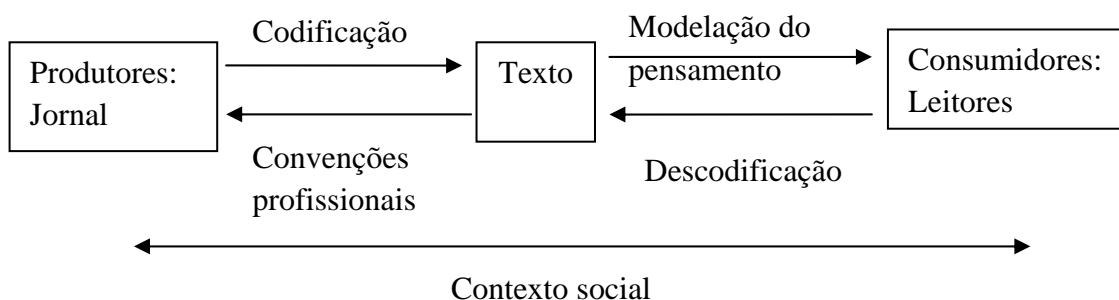 Codificação
Modelação do
pensamento
Produtores:
Jornal
Texto
Consumidores:
Leitores
Convenções
profissionais
Descodificação
Contexto social